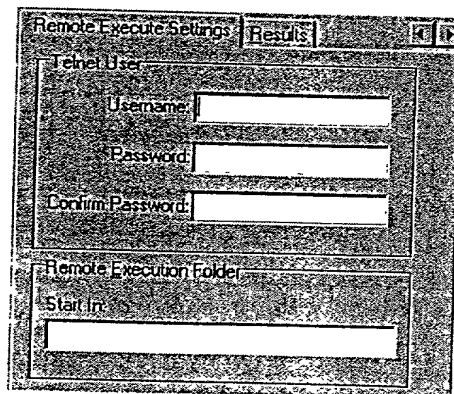 Remote Execute Settings Results
Telnet User
Username:
Password:
Confirm Password:
Remote Execution Folder
Start In: